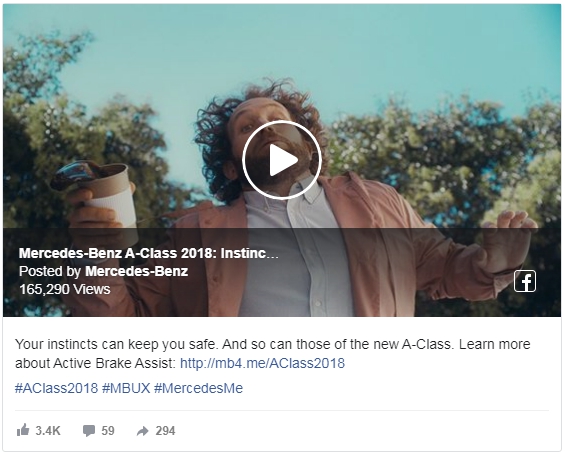 Mercedes-Benz A-Class 2018: Instinc...
Posted by Mercedes-Benz
165,290 Views
Your instincts can keep you safe. And so can those of the new A-Class. Learn more
about Active Brake Assist: http://mb4.me/AClass2018
#AClass2018 #MBUX #MercedesMe
3.4K 59 294